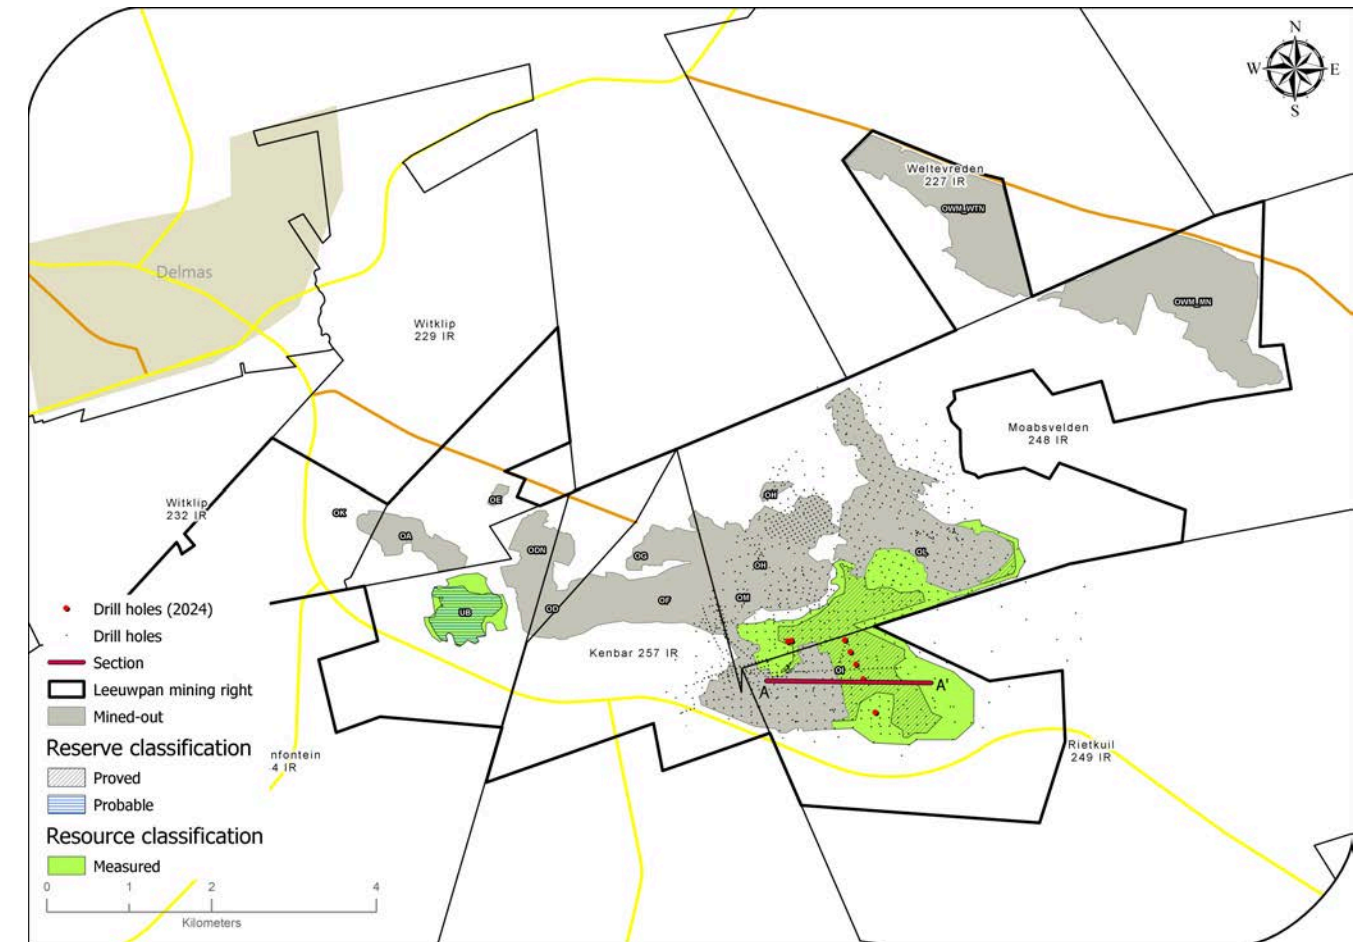 N
W E
S
Weltevreden
227 IR
OWM_WTN
Delmas
OWM_MN
Witklip
229 IR
Moabsvelden
248 IR
OE
OH
Witklip
232 IR
OK
OA
ODN
OG
OH
OL
UB
OD
OF
OM
Kenbar 257 IR
OI
A
A'
Rietkuil
249 IR
nfontein
4 IR
Drill holes (2024)
Drill holes
Section
Leeuwpan mining right
Mined-out
Reserve classification
Proved
Probable
Resource classification
Measured
0 1 2 4
Kilometers